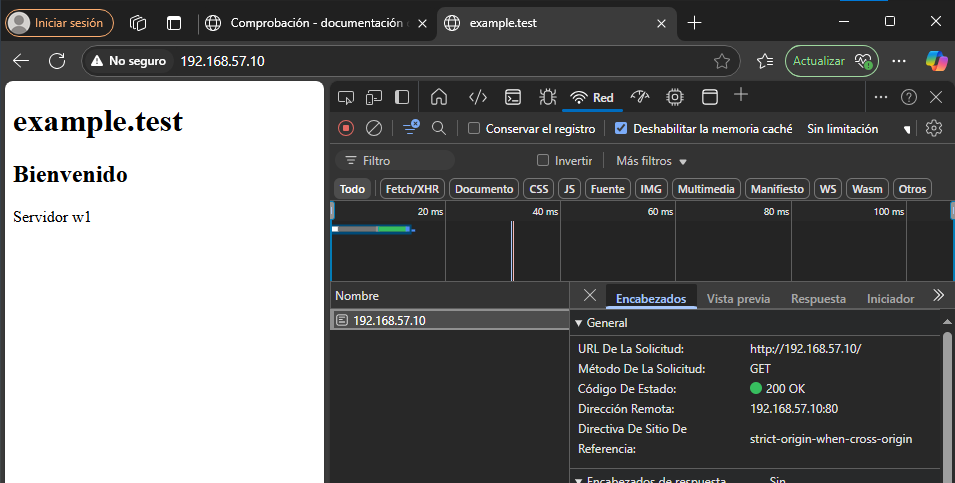 Iniciar sesión
Comprobación - documentación
example.test
No seguro
192.168.57.10
Actualizar
example.test
Bienvenido
Servidor w1
Red
Conservar el registro
Deshabilitar la memoria caché
Sin limitación
Filtro
Invertir
Más filtros
Todo
Fetch/XHR
Documento
CSS
JS
Fuente
IMG
Multimedia
Manifiesto
WS
Wasm
Otros
20 ms
40 ms
60 ms
80 ms
100 ms
Nombre
192.168.57.10
Encabezados
Vista previa
Respuesta
Iniciador
General
URL De La Solicitud: http://192.168.57.10/
Método De La Solicitud: GET
Código De Estado: 200 OK
Dirección Remota: 192.168.57.10:80
Directiva De Sitio De
Referencia: strict-origin-when-cross-origin
Encabezados de respuesta Sin